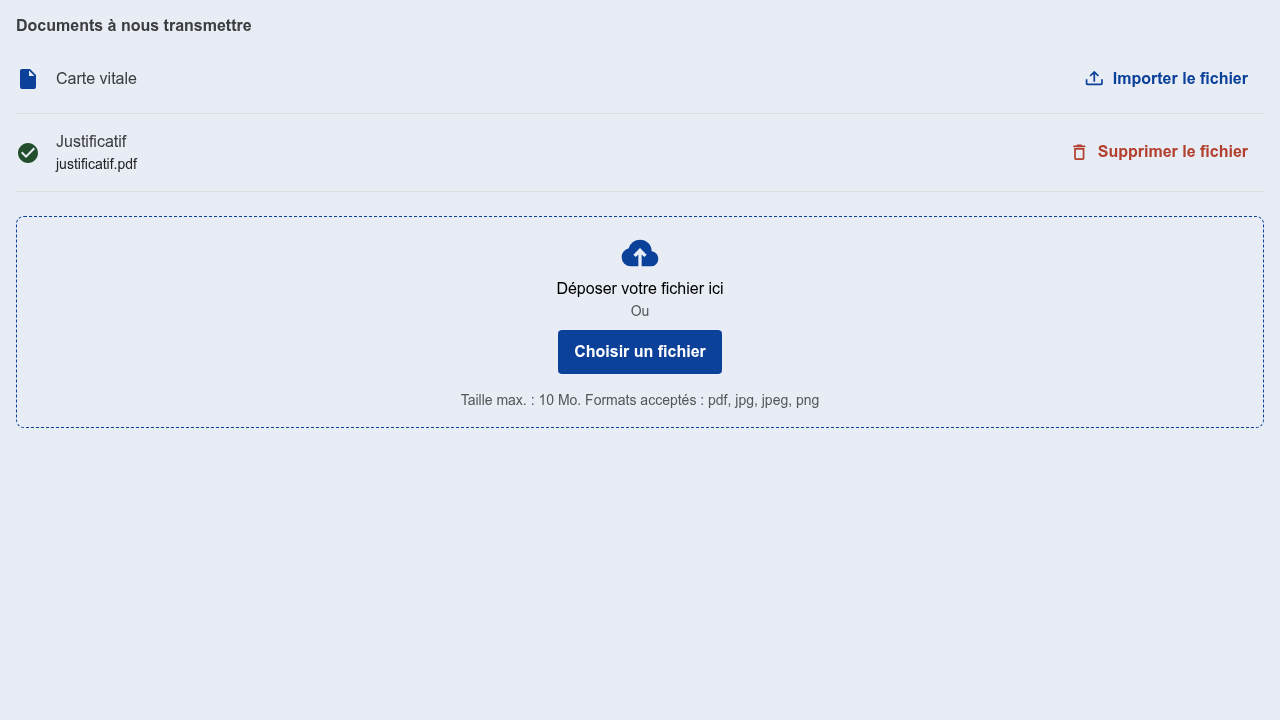 Documents à nous transmettre
Carte vitale
Importer le fichier
Justificatif
justificatif.pdf
Supprimer le fichier
Déposer votre fichier ici
Ou
Choisir un fichier
Taille max. : 10 Mo. Formats acceptés : pdf, jpg, jpeg, png